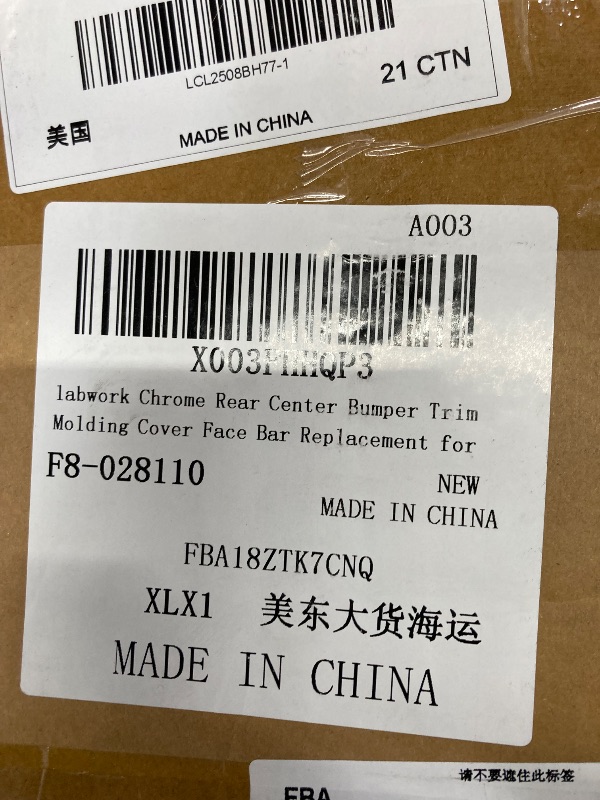 LCL2508BH77-1
21 CTN
美国
MADE IN CHINA
A003
labwork Chrome Rear Center Bumper Trim
Molding Cover Face Bar Replacement for
F8-028110
NEW
MADE IN CHINA
FBA18ZTK7CNQ
XLX1 美东大货海运
MADE IN CHINA
请不要遮住此标签
FBA